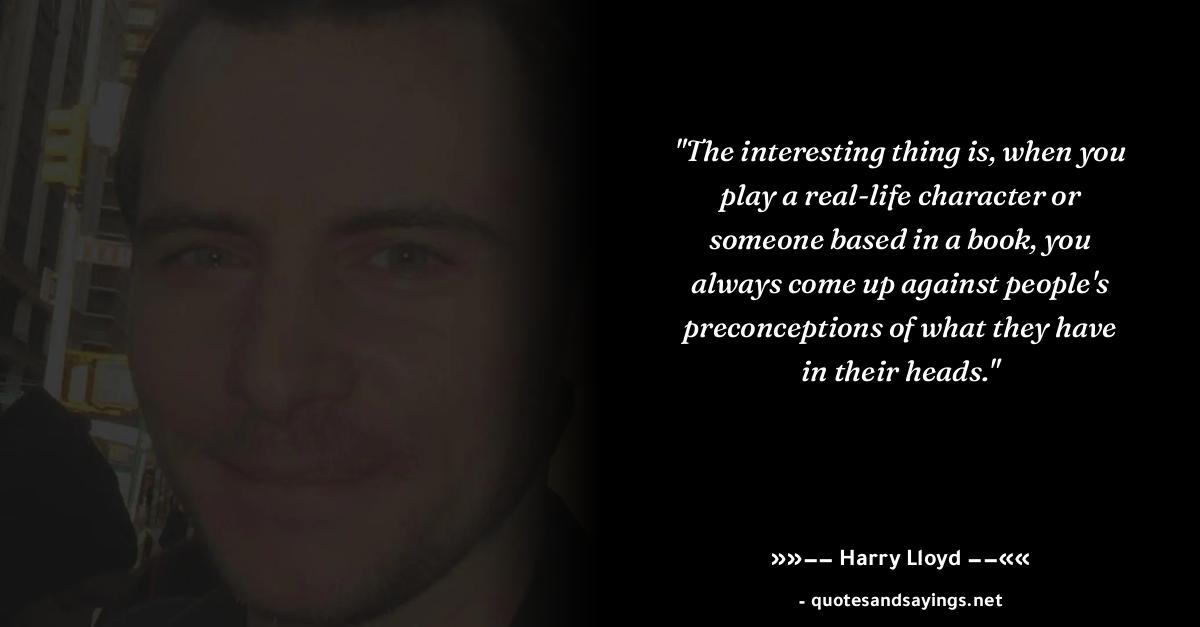 "The interesting thing is, when you
play a real-life character or
someone based in a book, you
always come up against people's
preconceptions of what they have
in their heads."
»»−− Harry Lloyd −−««
- quotesandsayings.net